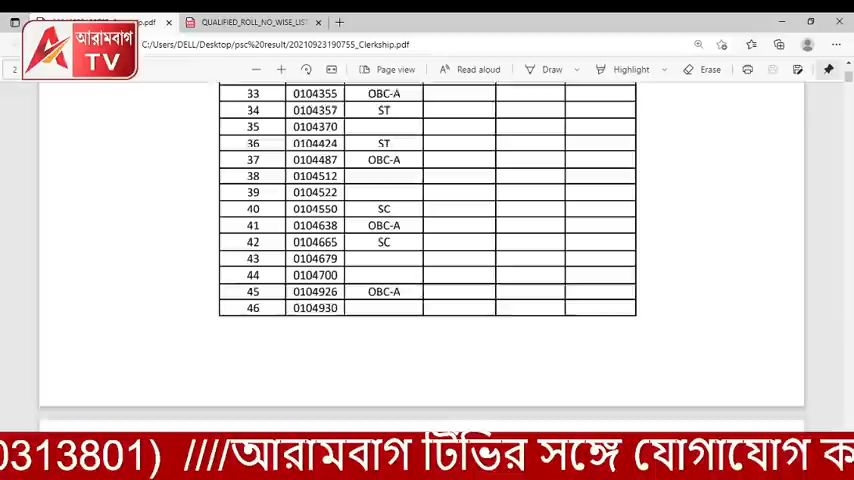 _Clerkship.pdf
QUALIFIED_ROLL_NO_WISE_LIST
C:/Users/DELL/Desktop/psc%20result/20210923190755_Clerkship.pdf
আরামবাগ
TV
2
Page view
Read aloud
Draw
Highlight
Erase
33 0104355 OBC-A
34 0104357 ST
35 0104370
36 0104424 ST
37 0104487 OBC-A
38 0104512
39 0104522
40 0104550 SC
41 0104638 OBC-A
42 0104665 SC
43 0104679
44 0104700
45 0104926 OBC-A
46 0104930
0313801) ////আরামবাগ টিভির সঙ্গে যোগাযোগ ক